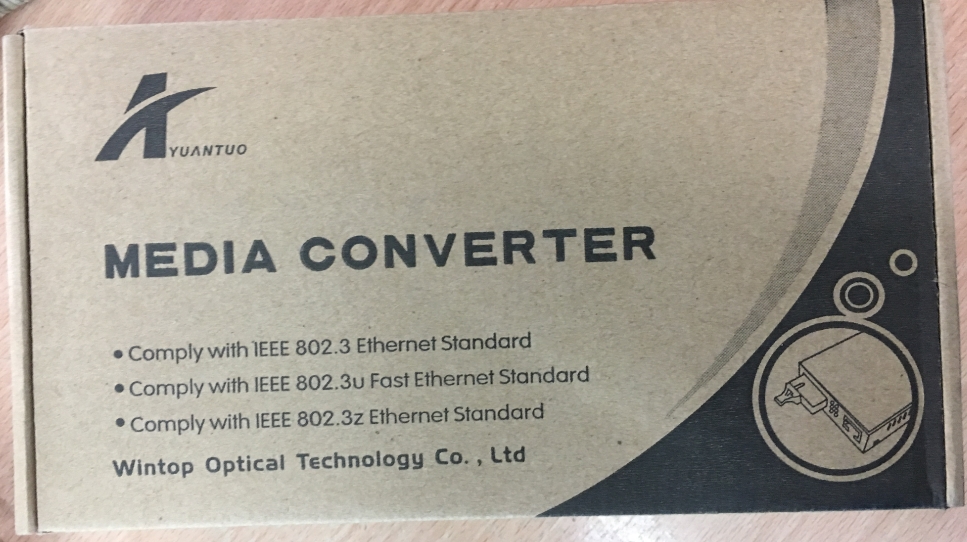 YUANTUO
MEDIA CONVERTER
• Comply with IEEE 802.3 Ethernet Standard
• Comply with IEEE 802.3u Fast Ethernet Standard
• Comply with IEEE 802.3z Ethernet Standard
Wintop Optical Technology Co. , Ltd